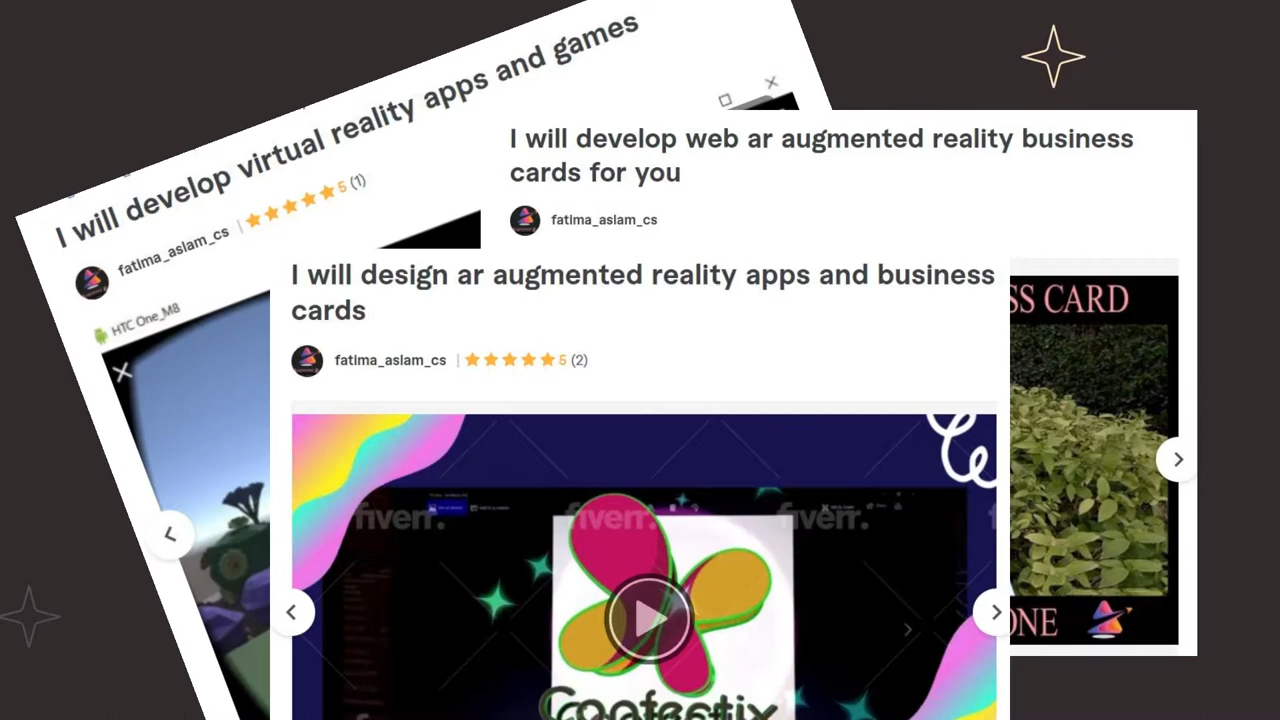 I will develop virtual reality apps and games
fatima_aslam_cs | 5 (1)
HTC One_M8
I will develop web ar augmented reality business
cards for you
fatima_aslam_cs
SS CARD
ONE
I will design ar augmented reality apps and business
cards
fatima_aslam_cs | 5 (2)
fiverr. fiverr. fiverr.
Confectix